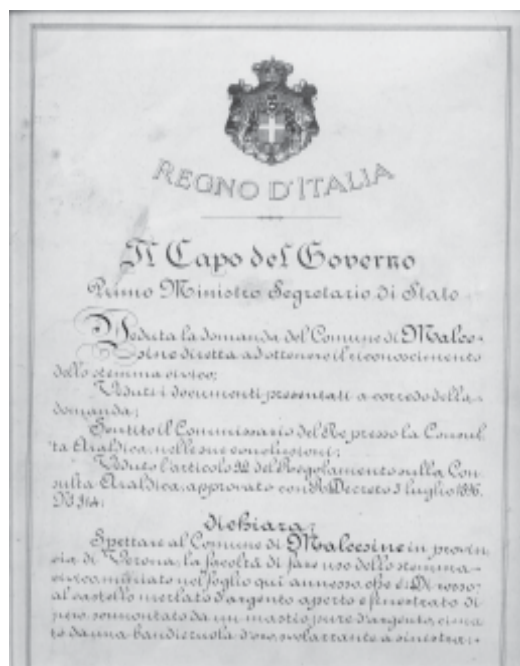 REGNO D'ITALIA
Il Capo del Governo
Primo Ministro Segretario di Stato
Veduta la domanda del Comune di Malce-
sine diretta ad ottenere il riconoscimento
dello stemma civico;
Veduti i documenti presentati a corredo della
domanda;
Sentito il Commissario del Re presso la Consul
ta Araldica, nelle sue conclusioni;
Veduto l'articolo del Regolamento sulla Con
sulta Araldica, approvato con R. Decreto 5 luglio 1896.
N 314;
dichiara;
Spettare al Comune di Malcesine in provin
cia di Verona, la facoltà di fare uso dello stemma
civico miniato nel foglio qui annesso, che è: Di rosso;
al castello merlato d'argento aperto e finestrato di
nero, sormontato da un mastio, pure d'argento, cima
to da una bandieruola d'oro, svolazzante a sinistra;